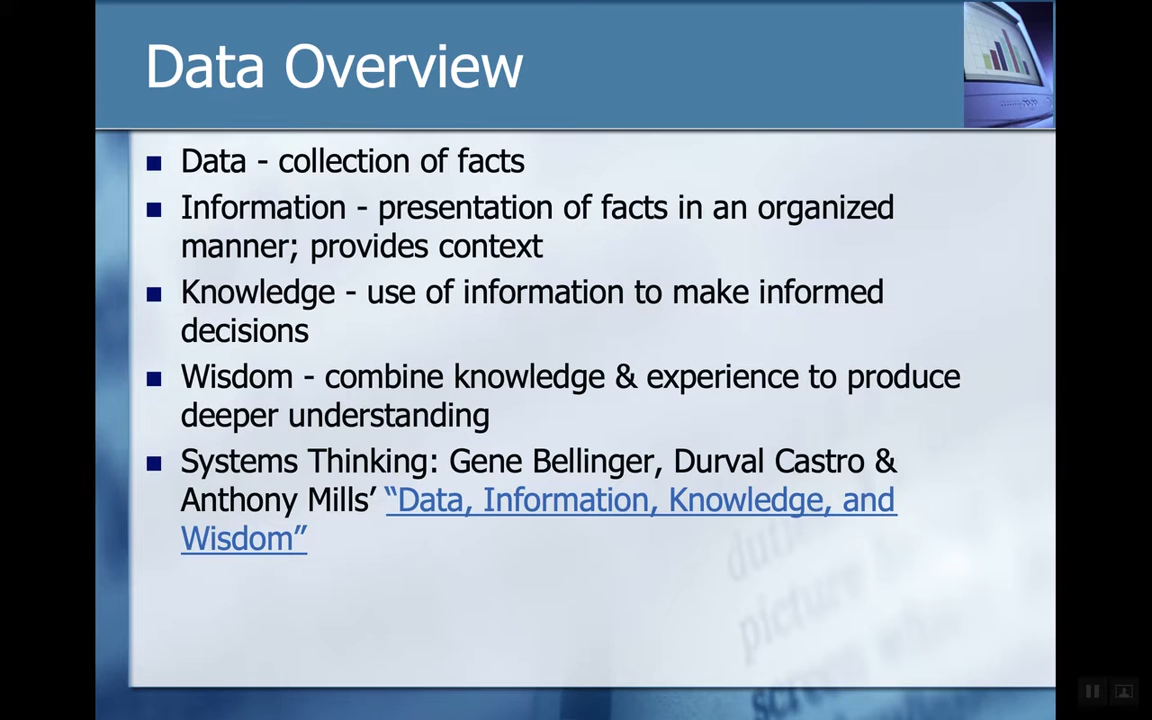 Data Overview
Data - collection of facts
Information - presentation of facts in an organized
manner; provides context
Knowledge - use of information to make informed
decisions
Wisdom - combine knowledge & experience to produce
deeper understanding
Systems Thinking: Gene Bellinger, Durval Castro &
Anthony Mills’ “Data, Information, Knowledge, and
Wisdom”
picture
screen